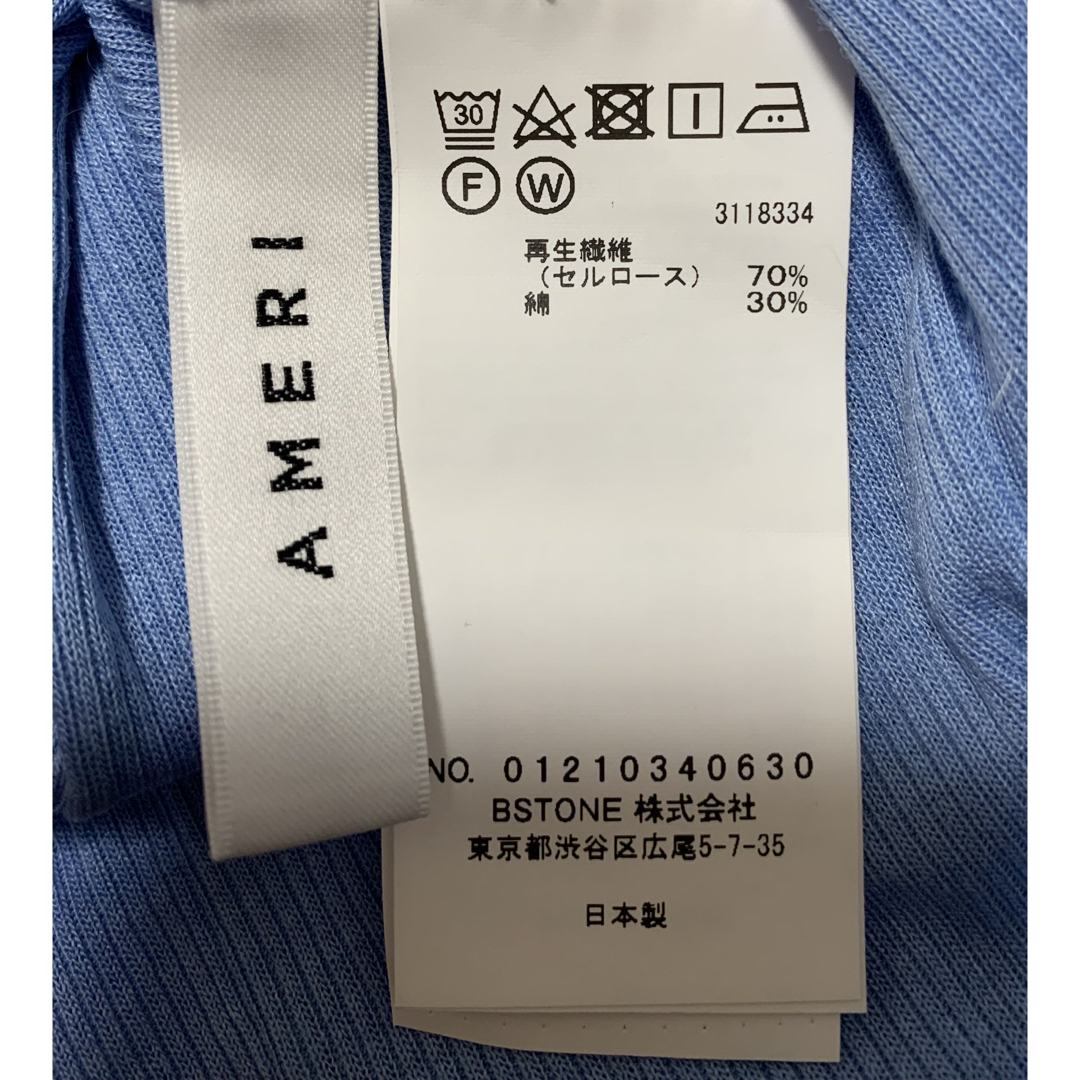 AMERI
30
F W
3118334
再生繊維
(セルロース) 70%
綿 30%
NO. 01210340630
BSTONE 株式会社
東京都渋谷区広尾5-7-35
日本製